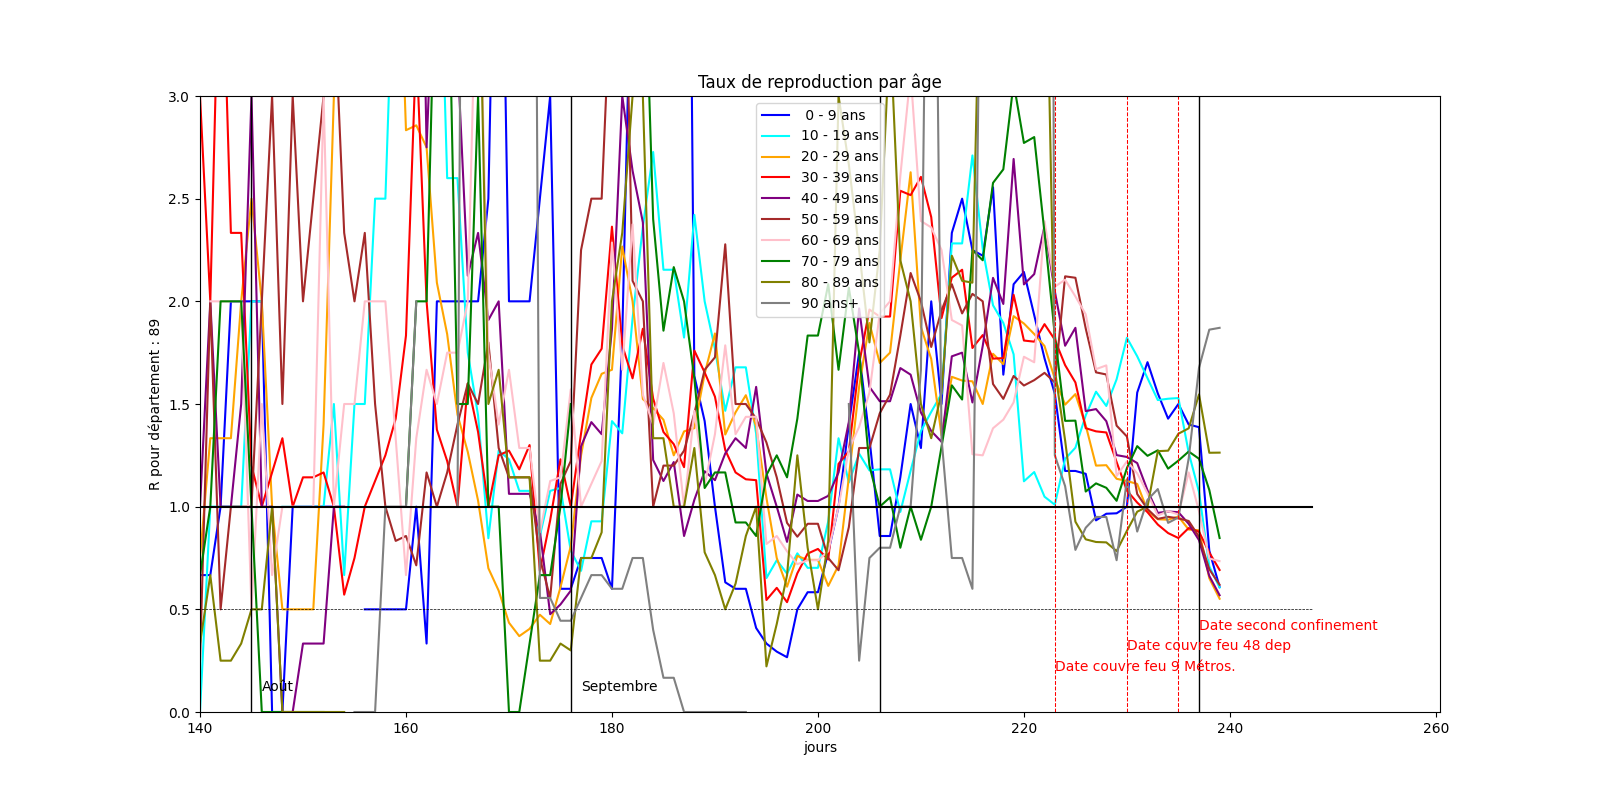 Taux de reproduction par âge
3.0
2.5
2.0
1.5
1.0
0.5
0.0
R pour département : 89
0 - 9 ans
10 - 19 ans
20 - 29 ans
30 - 39 ans
40 - 49 ans
50 - 59 ans
60 - 69 ans
70 - 79 ans
80 - 89 ans
90 ans+
Date second confinement
Date couvre feu 48 dep
Date couvre feu 9 Métros.
Août
Septembre
140
160
180
200
220
240
260
jours